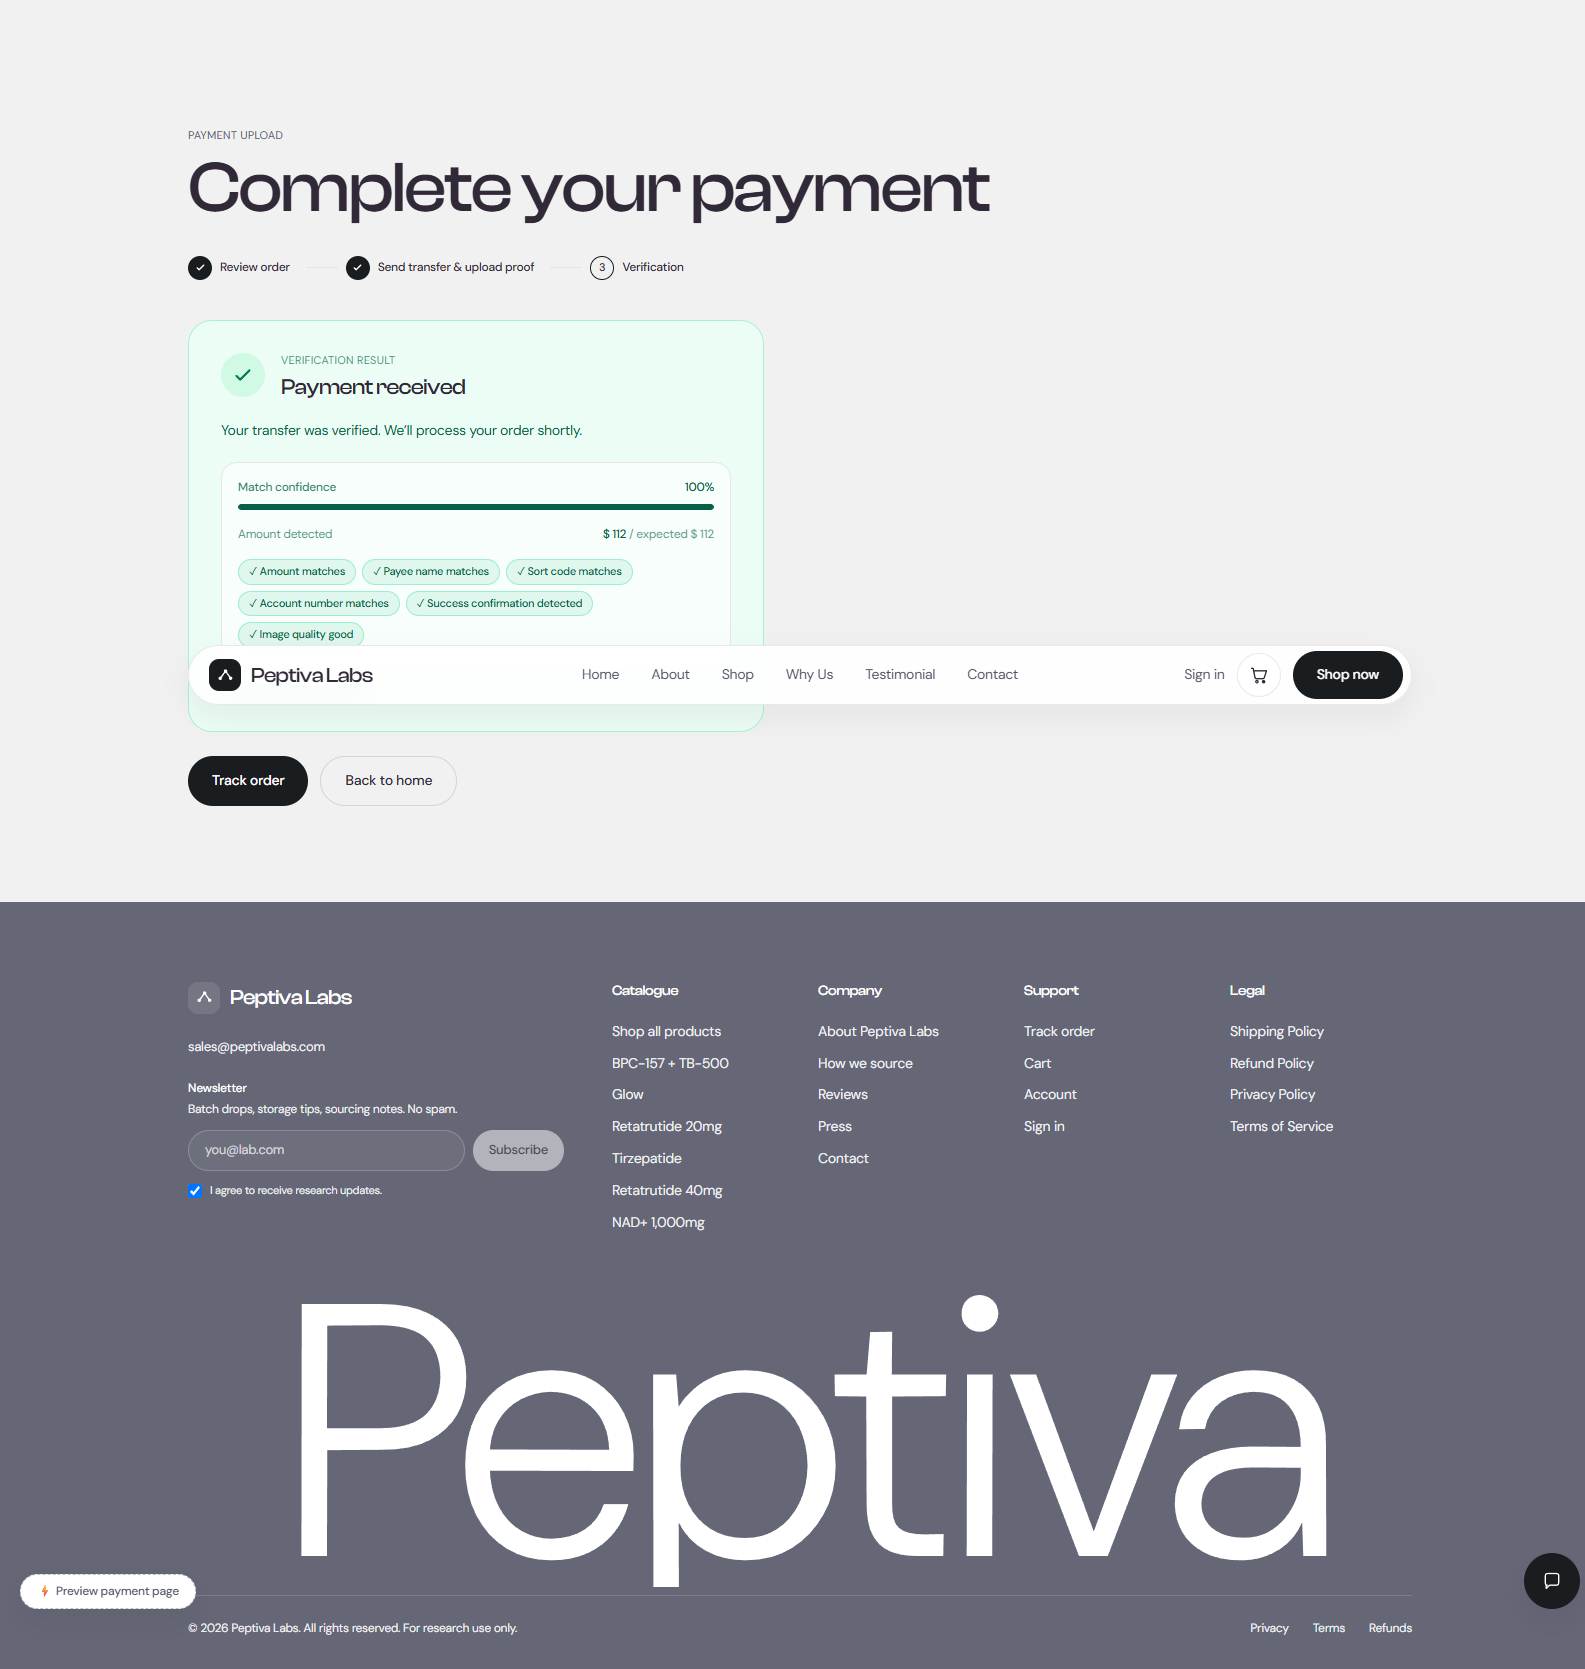 PAYMENT UPLOAD
Complete your payment
Review order
Send transfer & upload proof
3 Verification
VERIFICATION RESULT
Payment received
Your transfer was verified. We'll process your order shortly.
Match confidence 100%
Amount detected $ 112 / expected $ 112
✓ Amount matches ✓ Payee name matches ✓ Sort code matches
✓ Account number matches ✓ Success confirmation detected
✓ Image quality good
Peptiva Labs Home About Shop Why Us Testimonial Contact Sign in Shop now
Track order Back to home
Peptiva Labs
sales@peptivalabs.com
Newsletter
Batch drops, storage tips, sourcing notes. No spam.
you@lab.com Subscribe
I agree to receive research updates.
Catalogue
Shop all products
BPC-157 + TB-500
Glow
Retatrutide 20mg
Tirzepatide
Retatrutide 40mg
NAD+ 1,000mg
Company
About Peptiva Labs
How we source
Reviews
Press
Contact
Support
Track order
Cart
Account
Sign in
Legal
Shipping Policy
Refund Policy
Privacy Policy
Terms of Service
Peptiva
Preview payment page
© 2026 Peptiva Labs. All rights reserved. For research use only.
Privacy Terms Refunds